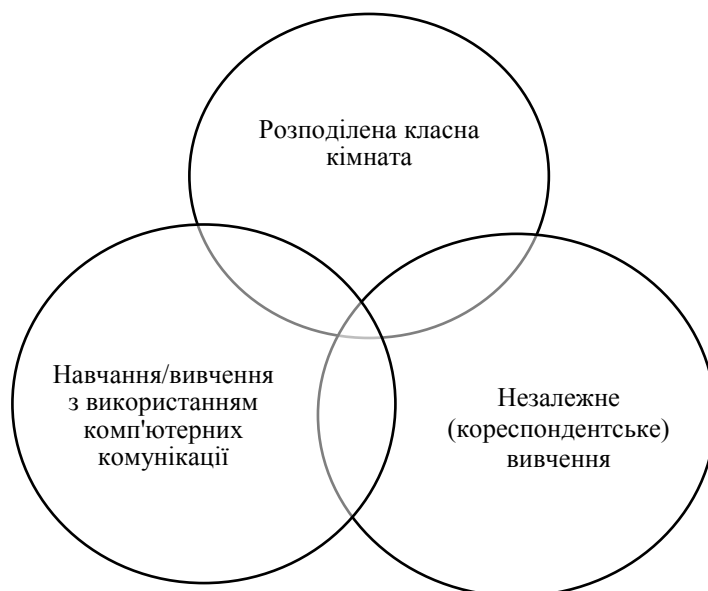 Розподілена класна
кімната
Навчання/вивчення
з використанням
комп'ютерних
комунікації
Незалежне
(кореспондентське)
вивчення